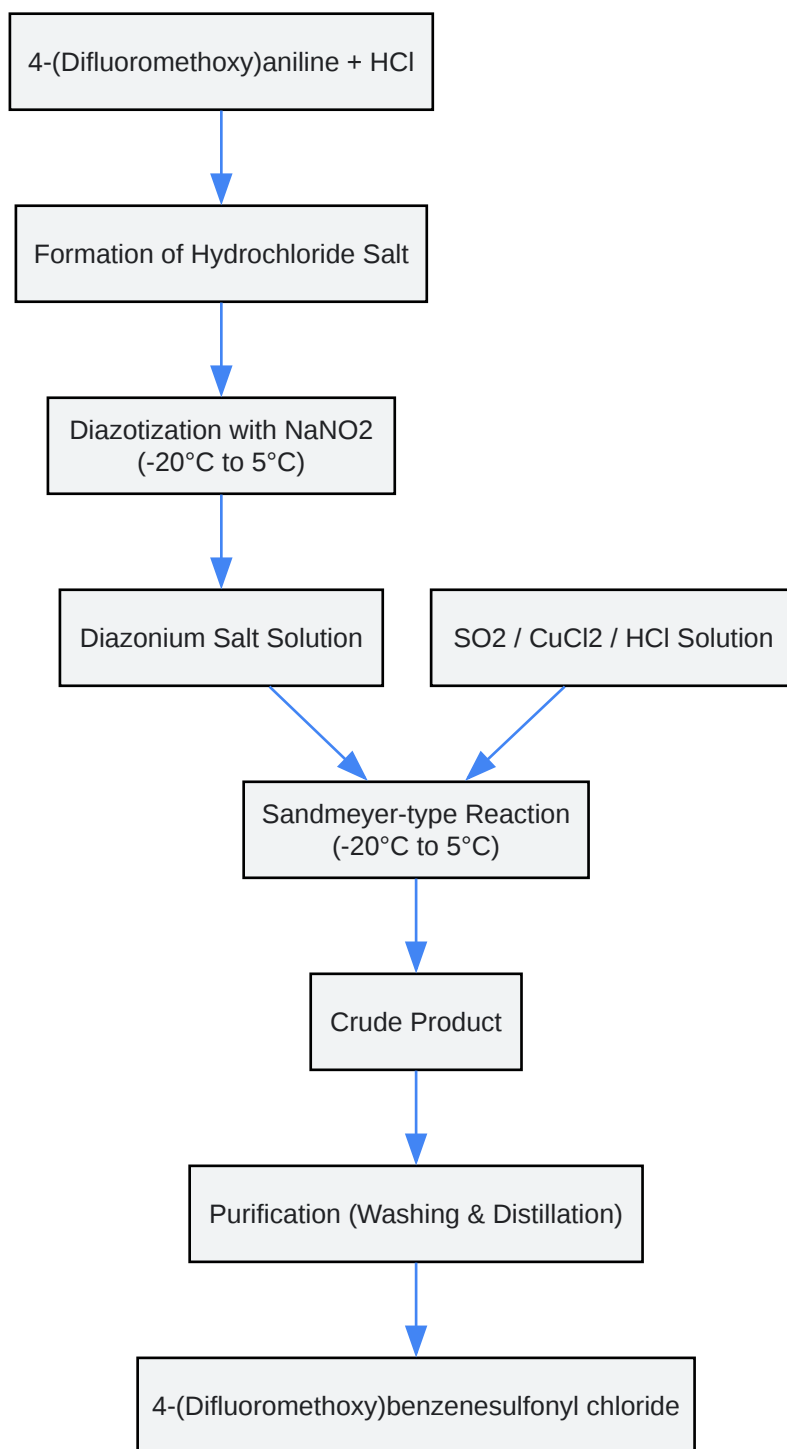 4-(Difluoromethoxy)aniline + HCl
Formation of Hydrochloride Salt
Diazotization with NaNO2
(-20°C to 5°C)
Diazonium Salt Solution
SO2 / CuCl2 / HCl Solution
Sandmeyer-type Reaction
(-20°C to 5°C)
Crude Product
Purification (Washing & Distillation)
4-(Difluoromethoxy)benzenesulfonyl chloride